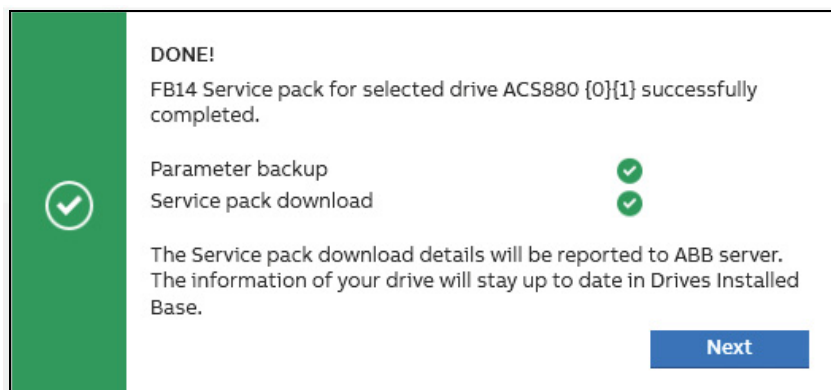 DONE!
FB14 Service pack for selected drive ACS880 {0}{1} successfully
completed.
Parameter backup
Service pack download
The Service pack download details will be reported to ABB server.
The information of your drive will stay up to date in Drives Installed
Base.
Next